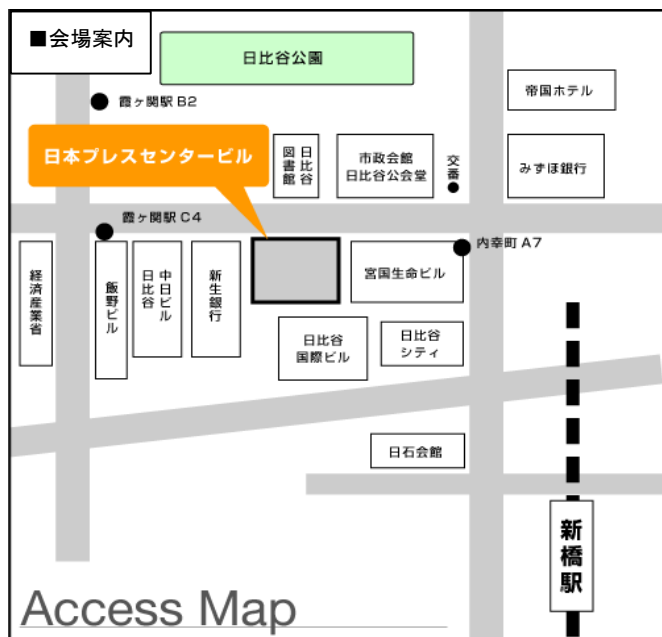 ■会場案内
日比谷公園
帝国ホテル
霞ヶ関駅 B2
日本プレスセンタービル
日比谷
図書館
市政会館
日比谷公会堂
交番
みずほ銀行
霞ヶ関駅 C4
内幸町 A7
経済産業省
飯野ビル
中日ビル
日比谷
新生銀行
宮国生命ビル
日比谷
国際ビル
日比谷
シティ
日石会館
新橋駅
Access Map